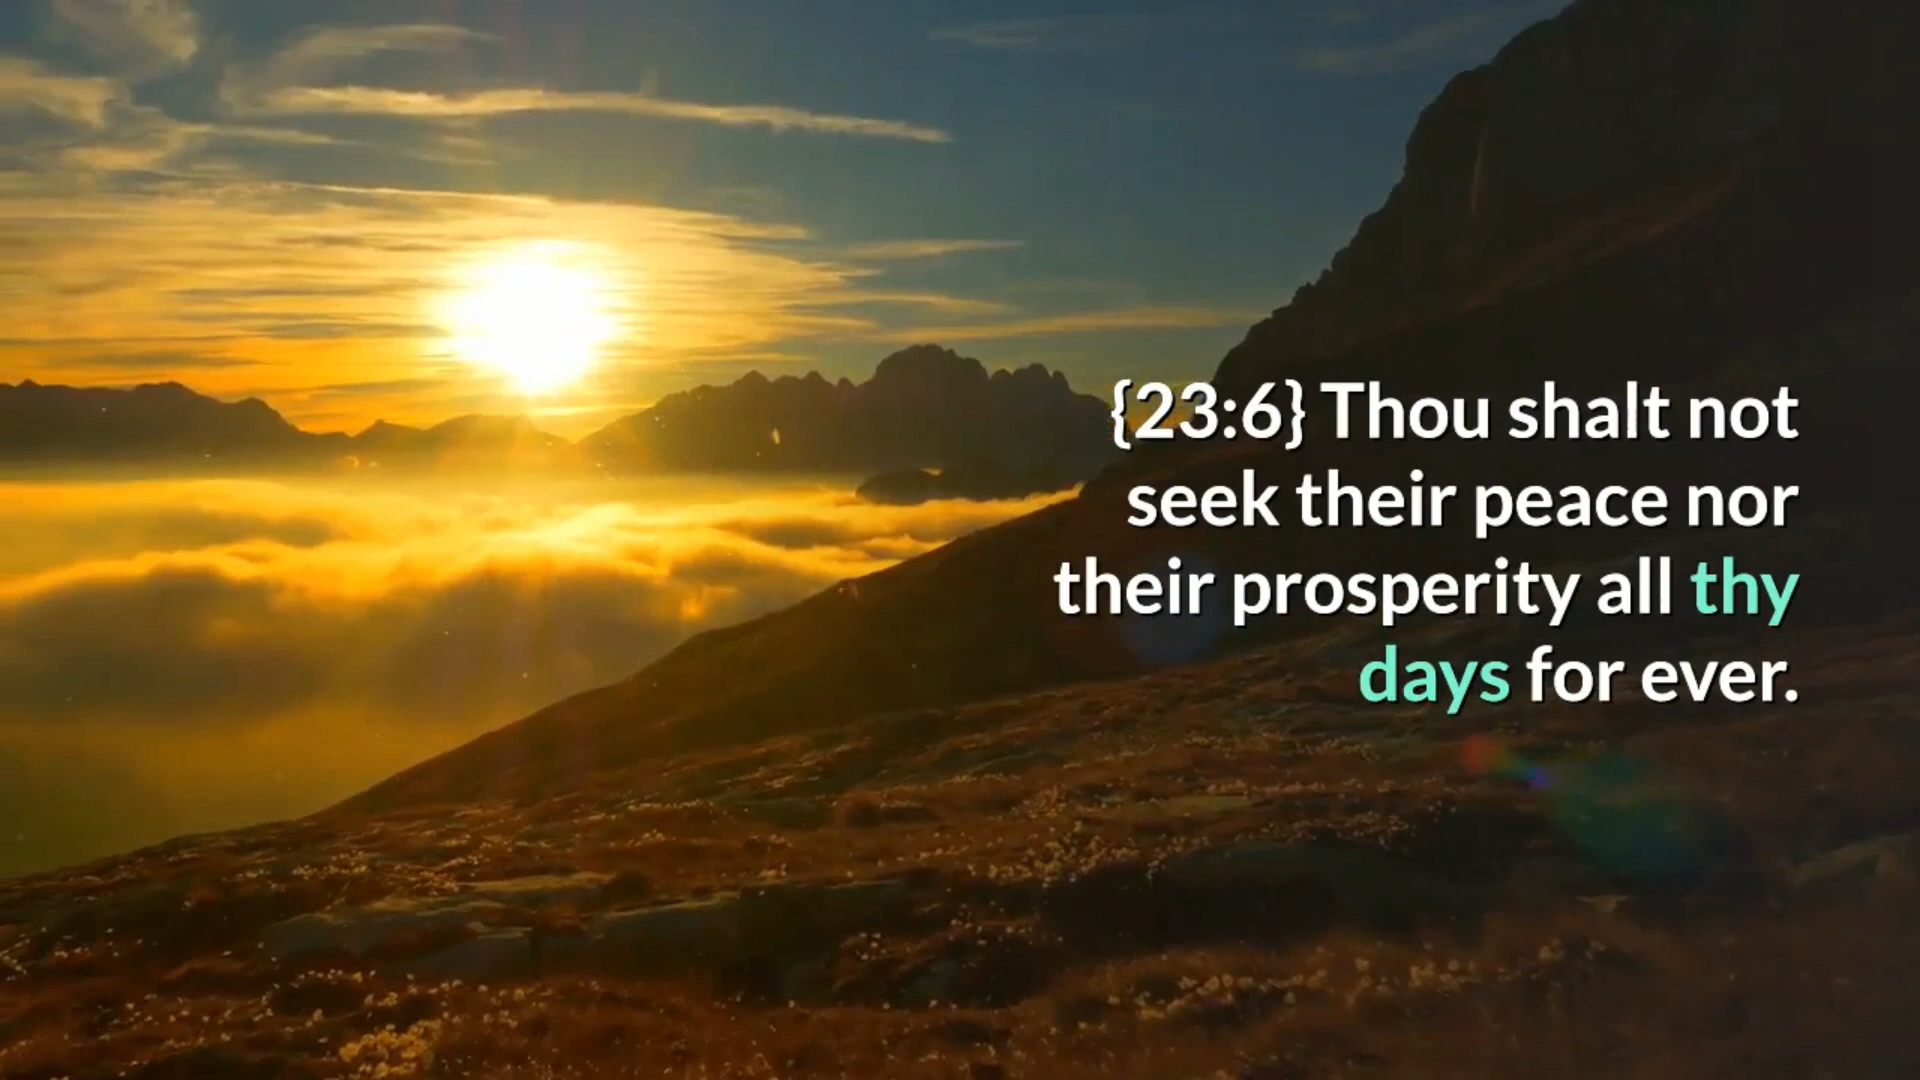 {23:6} Thou shalt not
seek their peace nor
their prosperity all thy
days for ever.